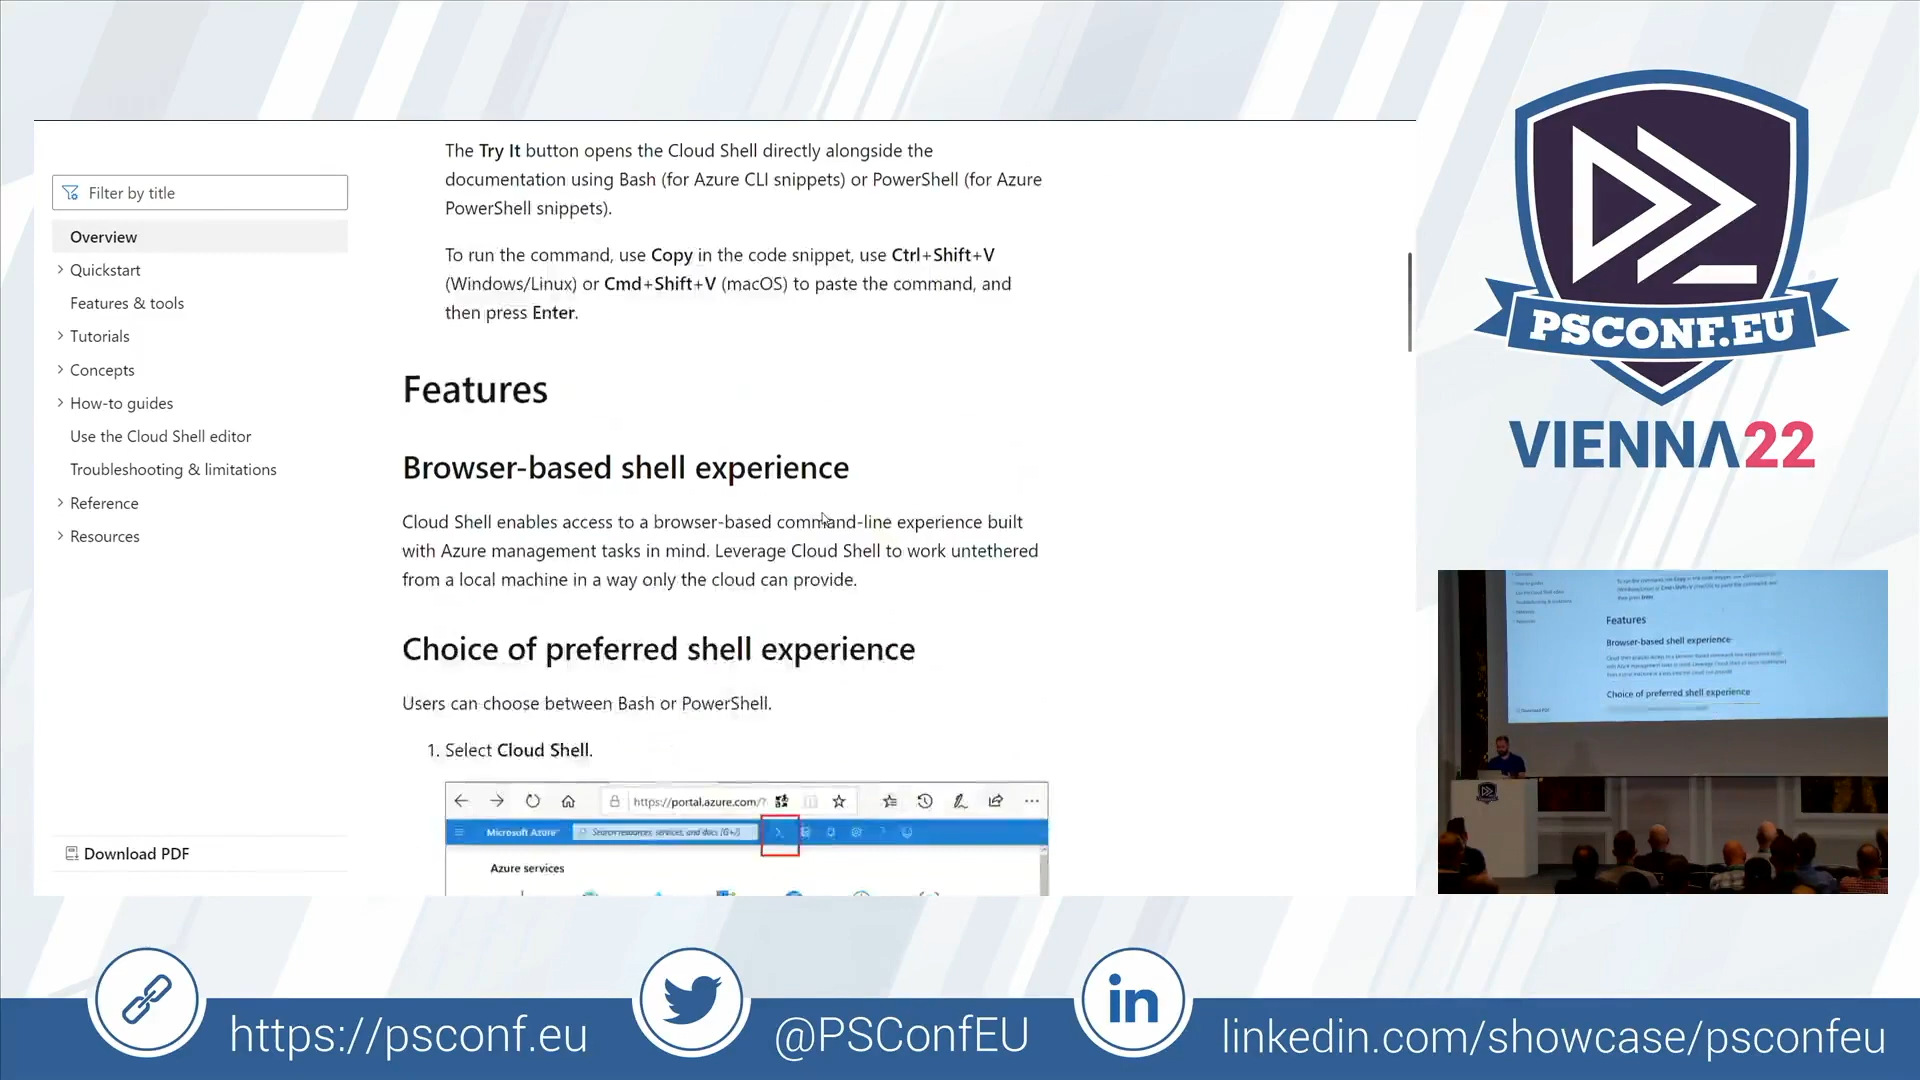 Filter by title
Overview
Quickstart
Features & tools
Tutorials
Concepts
How-to guides
Use the Cloud Shell editor
Troubleshooting & limitations
Reference
Resources
Download PDF
The Try It button opens the Cloud Shell directly alongside the
documentation using Bash (for Azure CLI snippets) or PowerShell (for Azure
PowerShell snippets).
To run the command, use Copy in the code snippet, use Ctrl+Shift+V
(Windows/Linux) or Cmd+Shift+V (macOS) to paste the command, and
then press Enter.
Features
Browser-based shell experience
Cloud Shell enables access to a browser-based command-line experience built
with Azure management tasks in mind. Leverage Cloud Shell to work untethered
from a local machine in a way only the cloud can provide.
Choice of preferred shell experience
Users can choose between Bash or PowerShell.
1. Select Cloud Shell.
https://portal.azure.com/?
Microsoft Azure
Search resources, services, and docs (G+/)
Azure services
PSCONF.EU
VIENNA22
Features
Browser-based shell experience
Choice of preferred shell experience
https://psconf.eu
@PSConfEU
linkedin.com/showcase/psconfeu